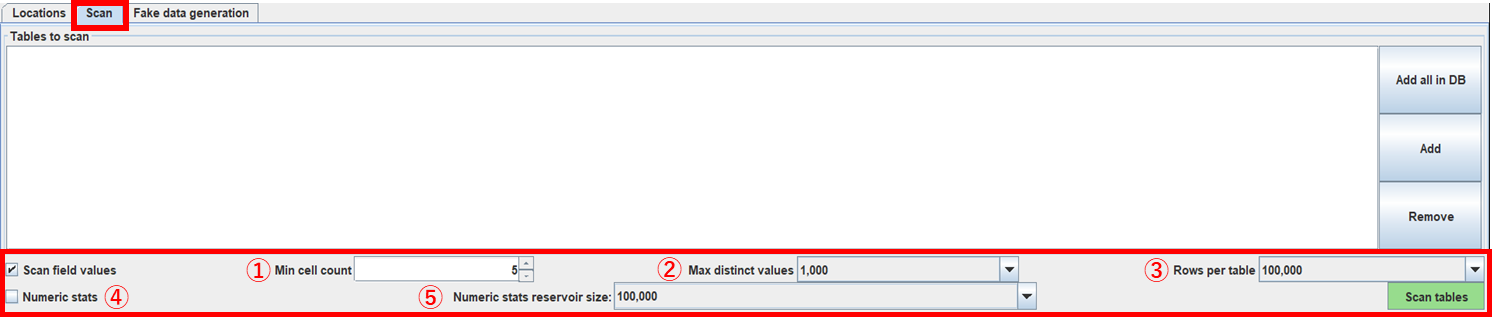 Locations Scan Fake data generation
Tables to scan
Add all in DB
Add
Remove
Scan field values ① Min cell count 5 ② Max distinct values 1,000 ③ Rows per table 100,000
Numeric stats ④ ⑤ Numeric stats reservoir size: 100,000 Scan tables